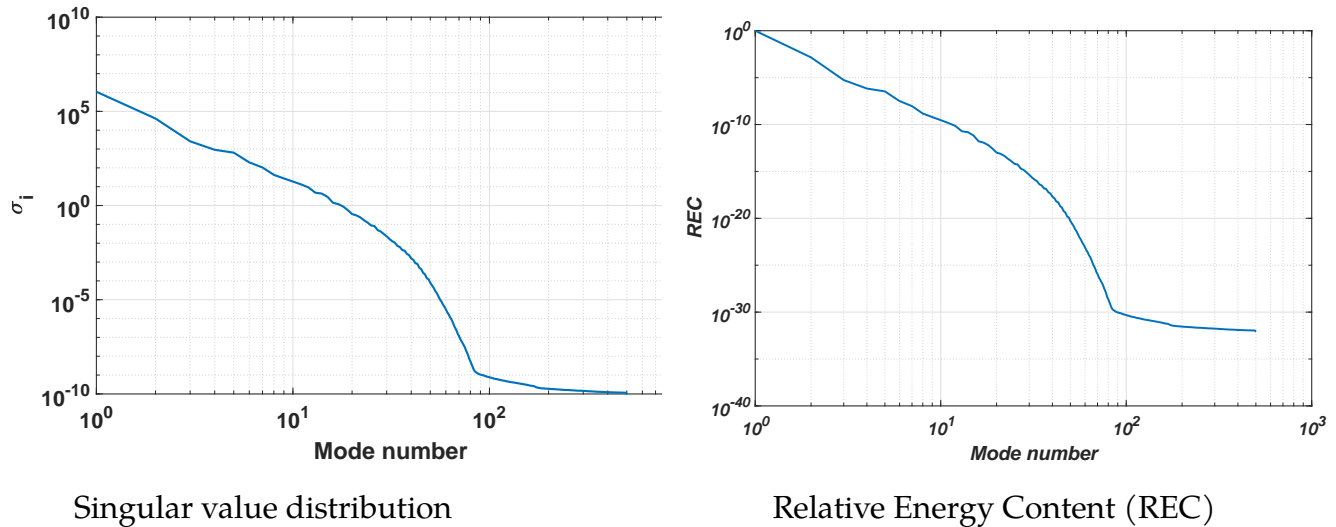 10^10
10^5
10^0
10^-5
10^-10
σ_i
10^0
10^1
10^2
Mode number
Singular value distribution
10^0
10^-10
10^-20
10^-30
10^-40
REC
10^0
10^1
10^2
10^3
Mode number
Relative Energy Content (REC)